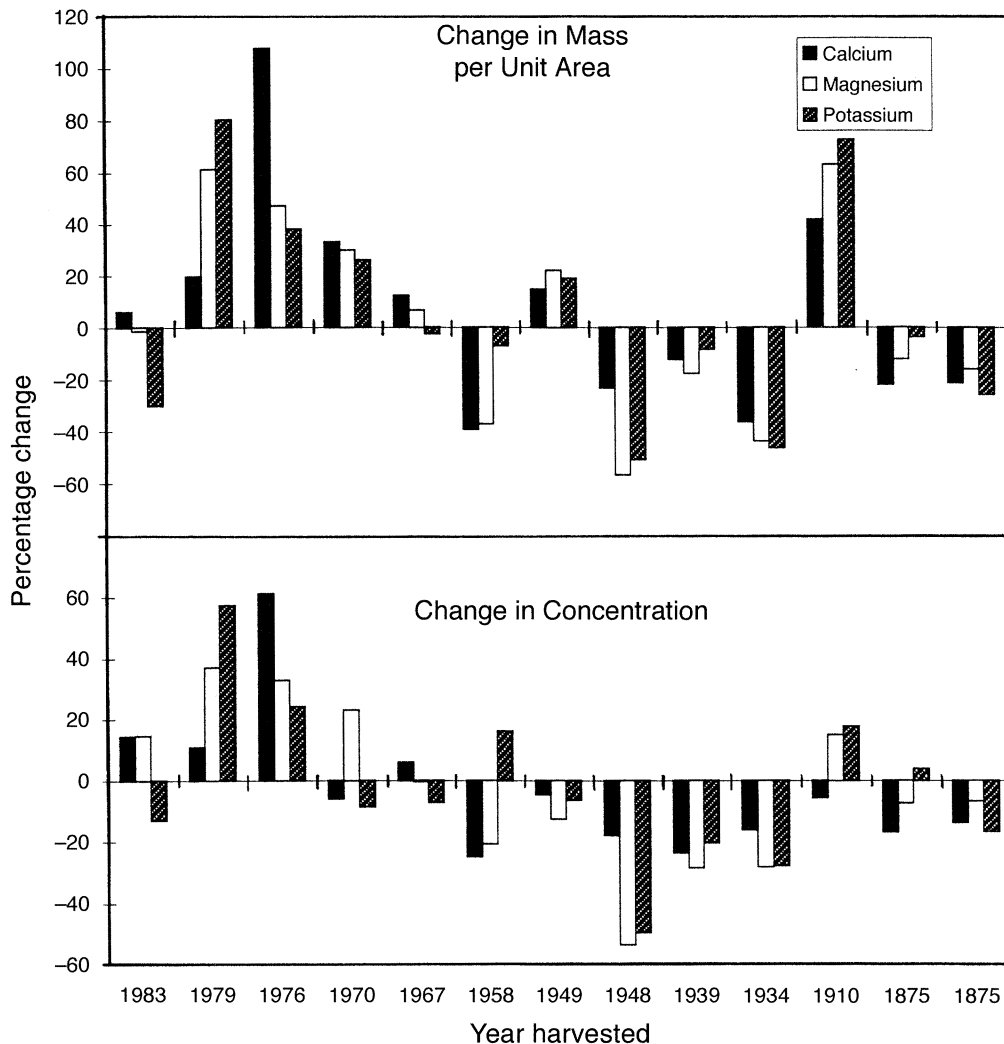 120
Change in Mass
per Unit Area
Calcium
Magnesium
Potassium
100
80
60
40
20
0
–20
–40
–60
Percentage change
Change in Concentration
60
40
20
0
–20
–40
–60
1983 1979 1976 1970 1967 1958 1949 1948 1939 1934 1910 1875 1875
Year harvested